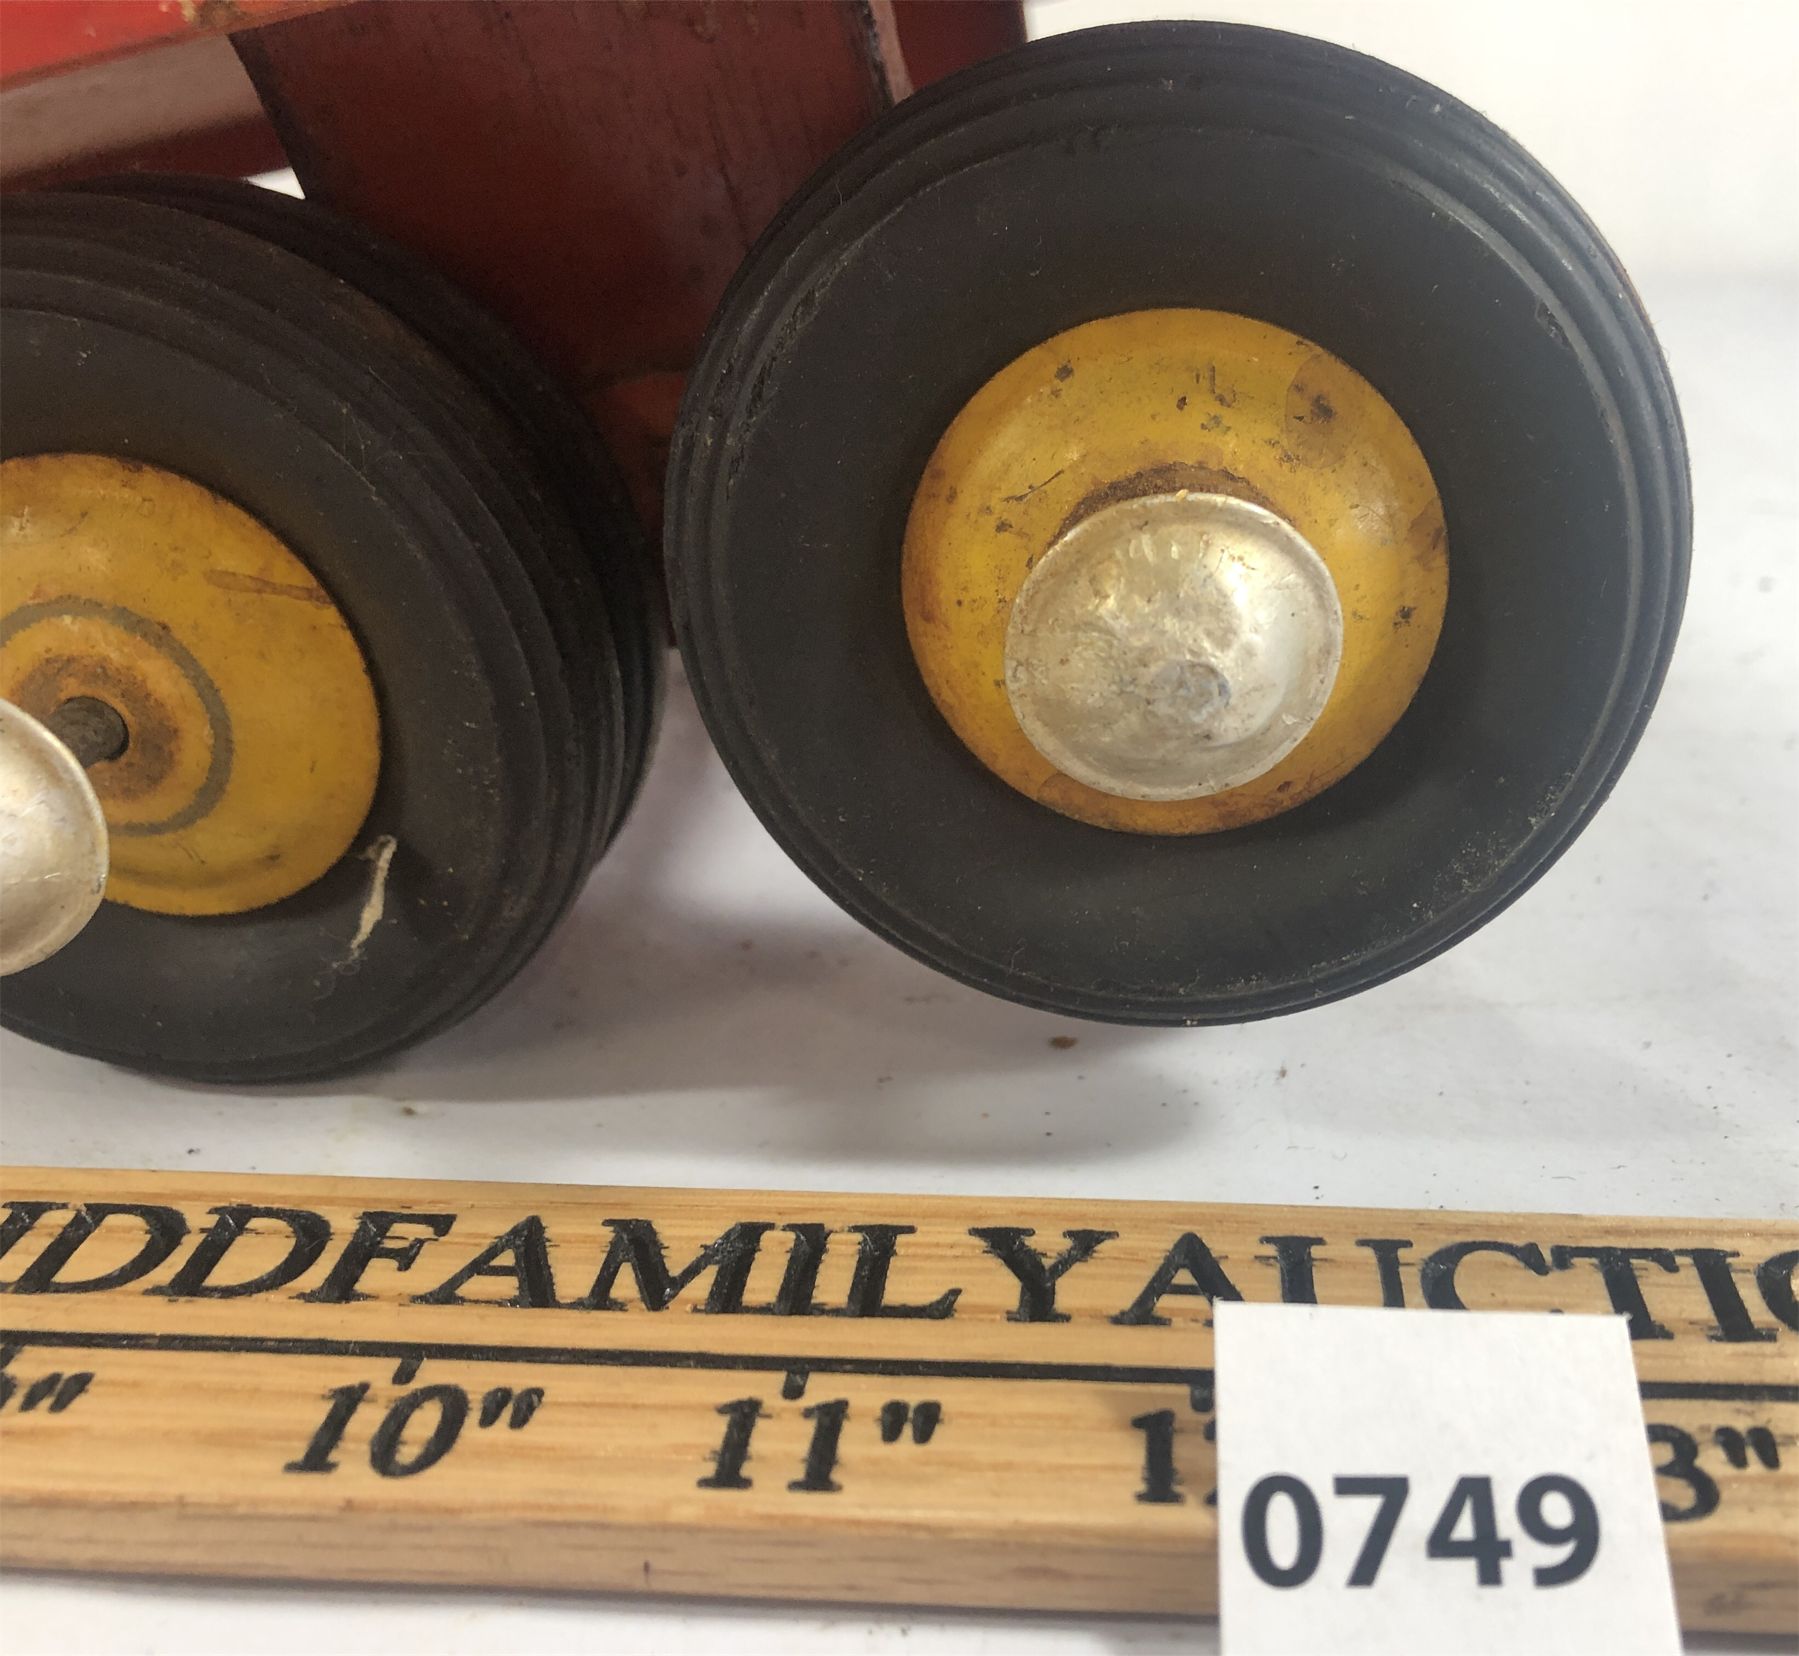 IDDFAMILYAUCTIO
10" 11" 3"
0749